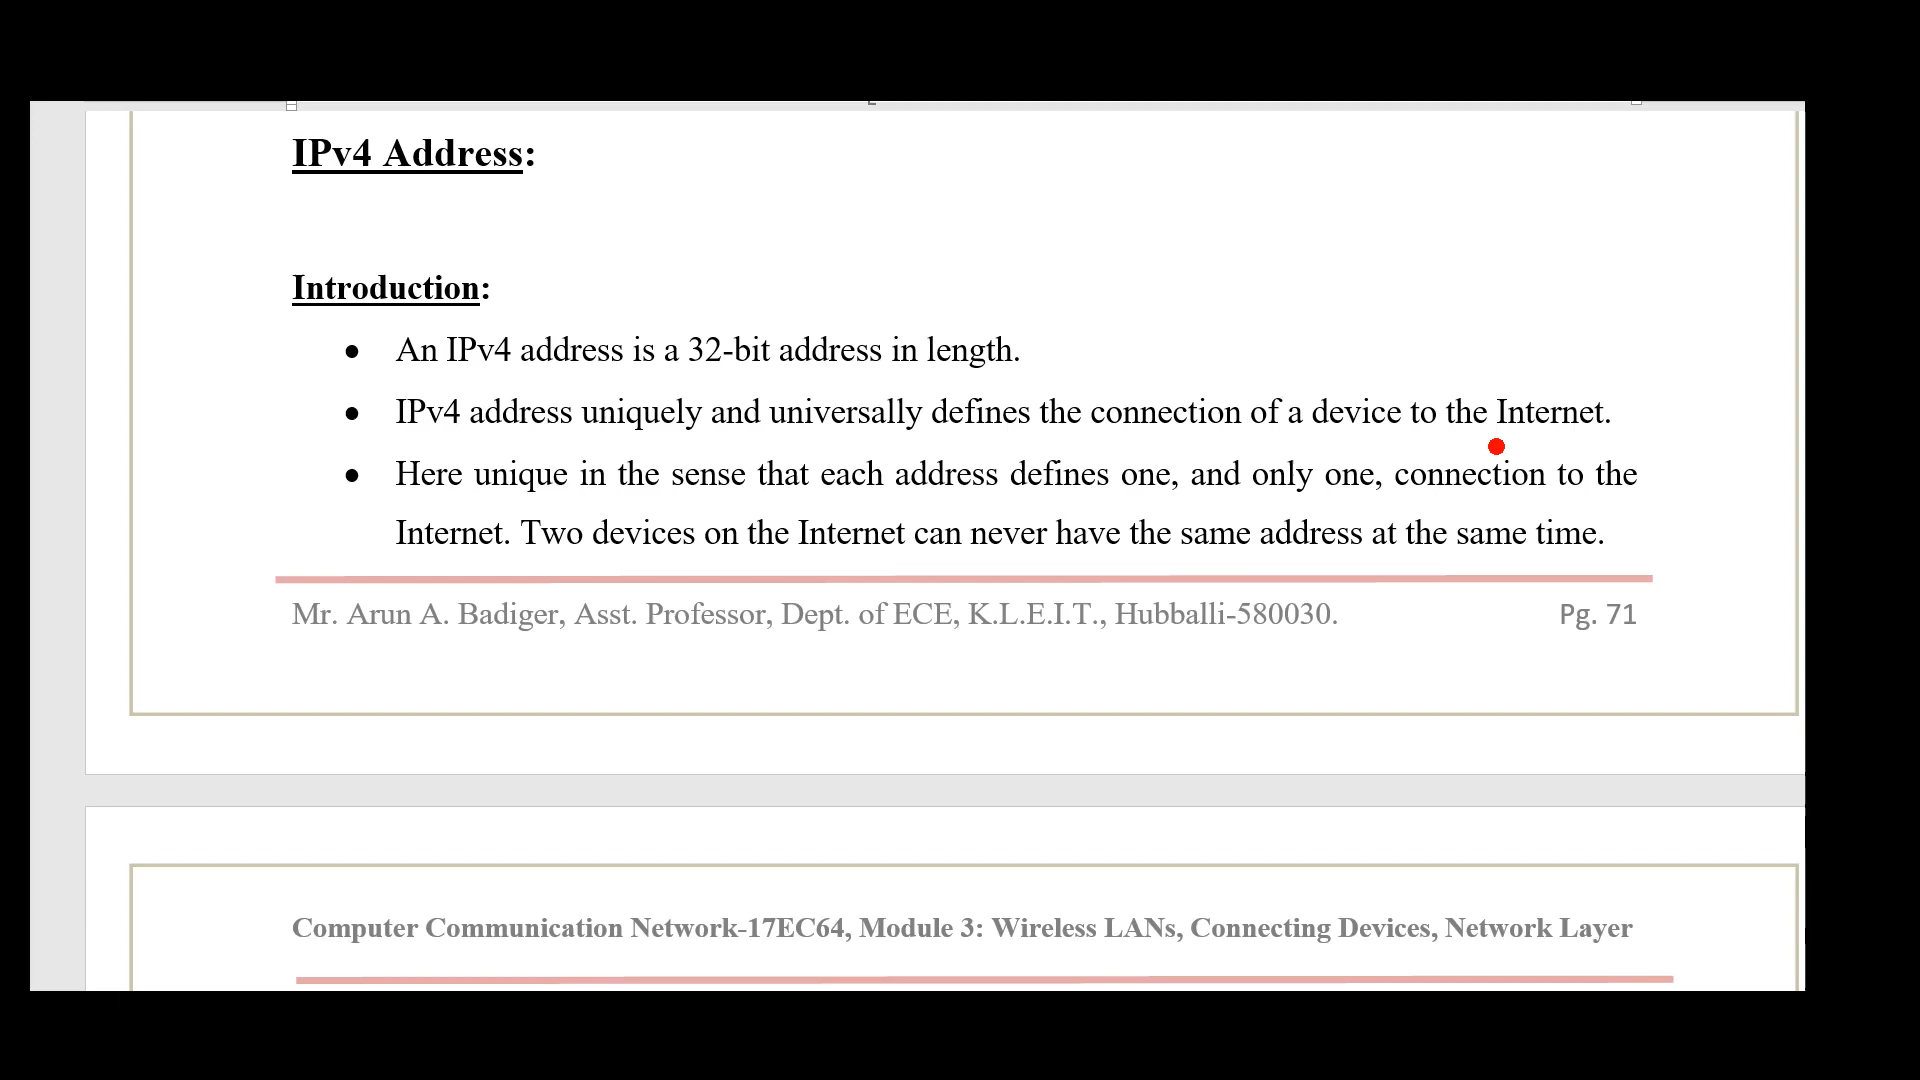 IPv4 Address:
Introduction:
● An IPv4 address is a 32-bit address in length.
● IPv4 address uniquely and universally defines the connection of a device to the Internet.
● Here unique in the sense that each address defines one, and only one, connection to the
Internet. Two devices on the Internet can never have the same address at the same time.
Mr. Arun A. Badiger, Asst. Professor, Dept. of ECE, K.L.E.I.T., Hubballi-580030. Pg. 71
Computer Communication Network-17EC64, Module 3: Wireless LANs, Connecting Devices, Network Layer